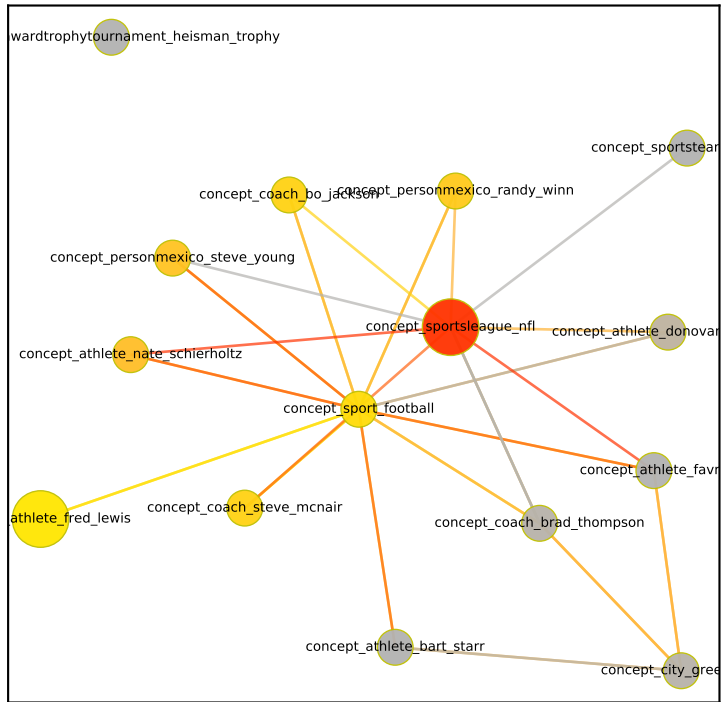 wardtrophytournament_heisman_trophy
concept_sportstear
concept_coach_bo_jackson
concept_personmexico_randy_winn
concept_personmexico_steve_young
concept_sportsleague_nfl
concept_athlete_donovar
concept_athlete_nate_schierholtz
concept_sport_football
concept_athlete_favr
concept_coach_steve_mcnair
athlete_fred_lewis
concept_coach_brad_thompson
concept_athlete_bart_starr
concept_city_gree